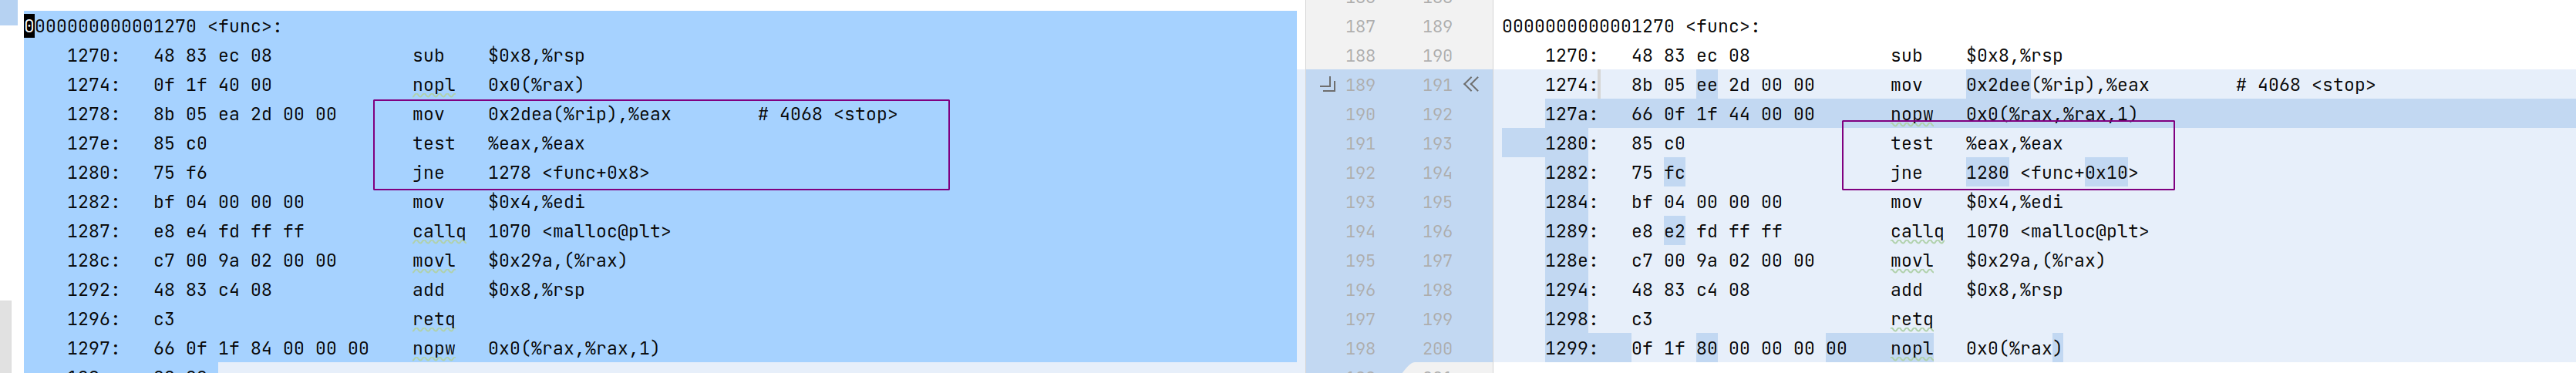 0000000000001270 <func>:
1270: 48 83 ec 08 sub $0x8,%rsp
1274: 0f 1f 40 00 nopl 0x0(%rax)
1278: 8b 05 ea 2d 00 00 mov 0x2dea(%rip),%eax # 4068 <stop>
127e: 85 c0 test %eax,%eax
1280: 75 f6 jne 1278 <func+0x8>
1282: bf 04 00 00 00 mov $0x4,%edi
1287: e8 e4 fd ff ff callq 1070 <malloc@plt>
128c: c7 00 9a 02 00 00 movl $0x29a,(%rax)
1292: 48 83 c4 08 add $0x8,%rsp
1296: c3 retq
1297: 66 0f 1f 84 00 00 00 nopw 0x0(%rax,%rax,1)
187 189
188 190
189 191
190 192
191 193
192 194
193 195
194 196
195 197
196 198
197 199
198 200
0000000000001270 <func>:
1270: 48 83 ec 08 sub $0x8,%rsp
1274: 8b 05 ee 2d 00 00 mov 0x2dee(%rip),%eax # 4068 <stop>
127a: 66 0f 1f 44 00 00 nopw 0x0(%rax,%rax,1)
1280: 85 c0 test %eax,%eax
1282: 75 fc jne 1280 <func+0x10>
1284: bf 04 00 00 00 mov $0x4,%edi
1289: e8 e2 fd ff ff callq 1070 <malloc@plt>
128e: c7 00 9a 02 00 00 movl $0x29a,(%rax)
1294: 48 83 c4 08 add $0x8,%rsp
1298: c3 retq
1299: 0f 1f 80 00 00 00 00 nopl 0x0(%rax)